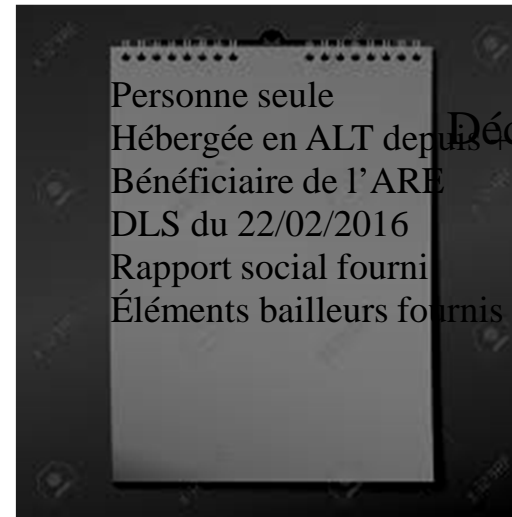 Personne seule
Hébergée en ALT depuis +
Bénéficiaire de l’ARE
DLS du 22/02/2016
Rapport social fourni
Éléments bailleurs fournis